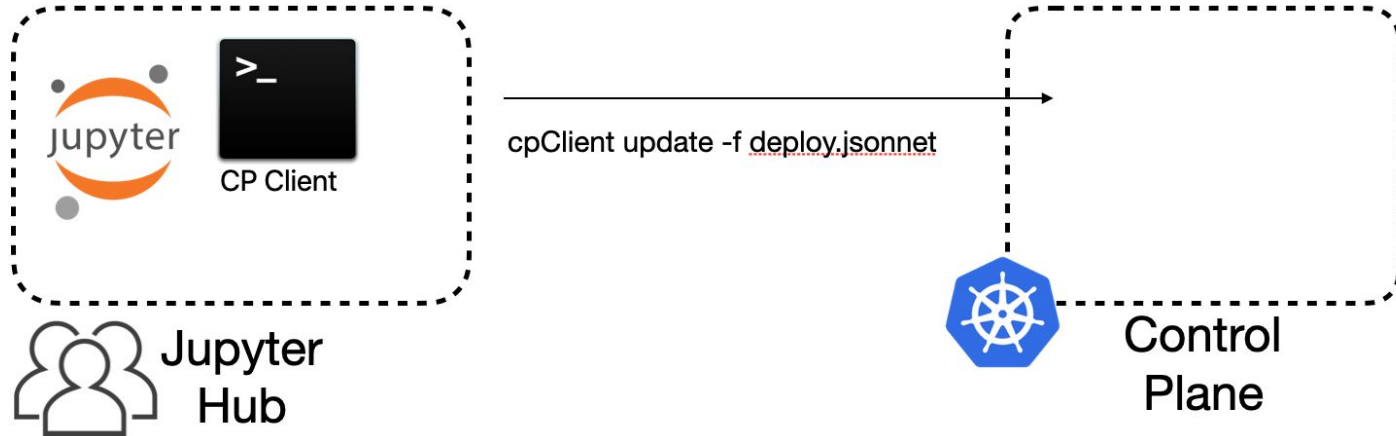 >_
jupyter
CP Client
cpClient update -f deploy.jsonnet
Jupyter
Hub
Control
Plane